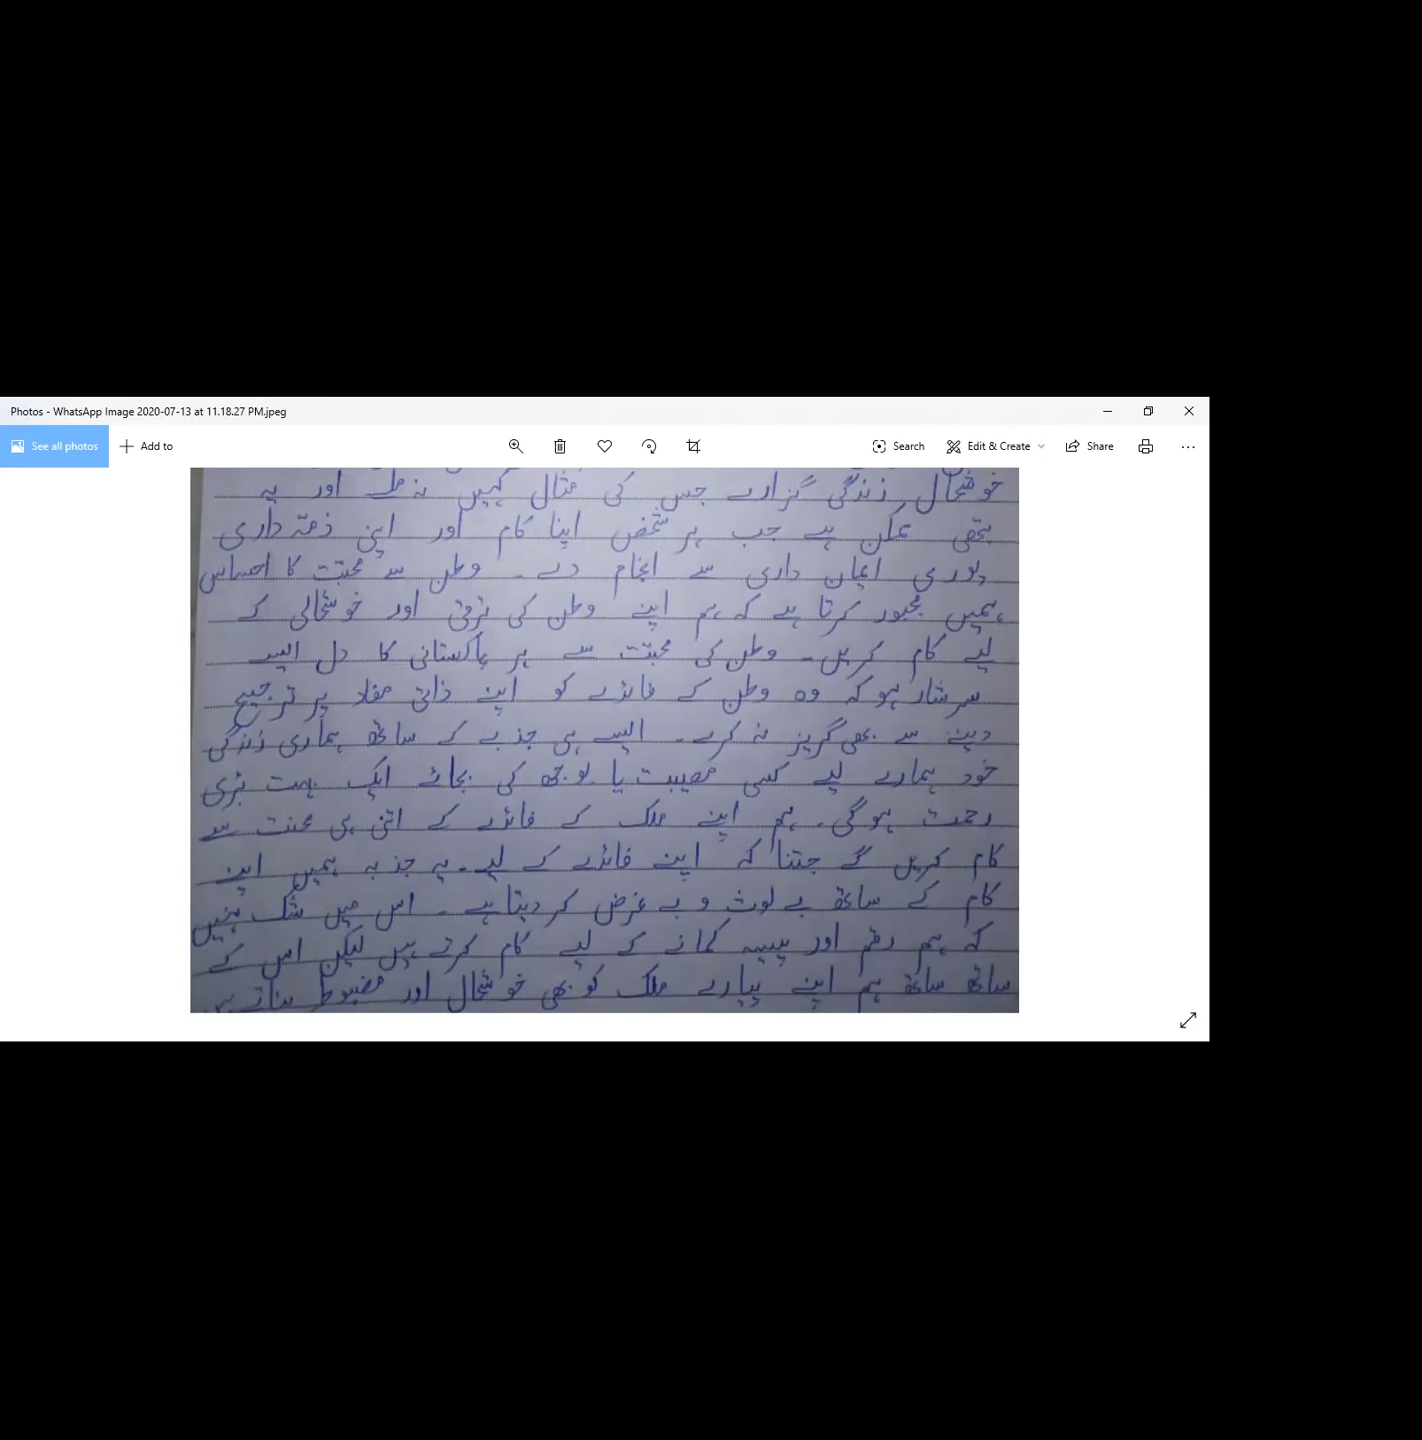 Photos - WhatsApp Image 2020-07-13 at 11.18.27 PM.jpeg
See all photos Add to Search Edit & Create Share
خوشحال زندگی گزارے جس کی مثال کہیں نہ ملے اور یہ
تبھی ممکن ہے جب ہر شخص اپنا کام اور اپنی ذمّہ داری
پوری ایمان داری سے انجام دے۔ وطن سے محبّت کا احساس
ہمیں مجبور کرتا ہے کہ ہم اپنے وطن کی ترقی اور خوشحالی کے
لیے کام کریں۔ وطن کی محبّت سے ہر پاکستانی کا دل ایسے
سرشار ہو کہ وہ وطن کے فائدے کو اپنے ذاتی مفاد پر ترجیح
دینے سے بھی گریز نہ کرے۔ ایسے ہی جذبے کے ساتھ ہماری زندگی
خود ہمارے لیے کسی مصیبت یا بوجھ کی بجائے ایک بہت بڑی
رحمت ہوگی۔ ہم اپنے ملک کے فائدے کے اتنی ہی محنت سے
کام کریں گے جتنا کہ اپنے فائدے کے لیے۔ یہ جذبہ ہمیں اپنے
کام کے ساتھ بے لوث و بے غرض کر دیتا ہے۔ اس میں شک نہیں
کہ ہم رقم اور پیسہ کمانے کے لیے کام کرتے ہیں لیکن اس کے
ساتھ ساتھ ہم اپنے پیارے ملک کو بھی خوشحال اور مضبوط بناتے ہیں